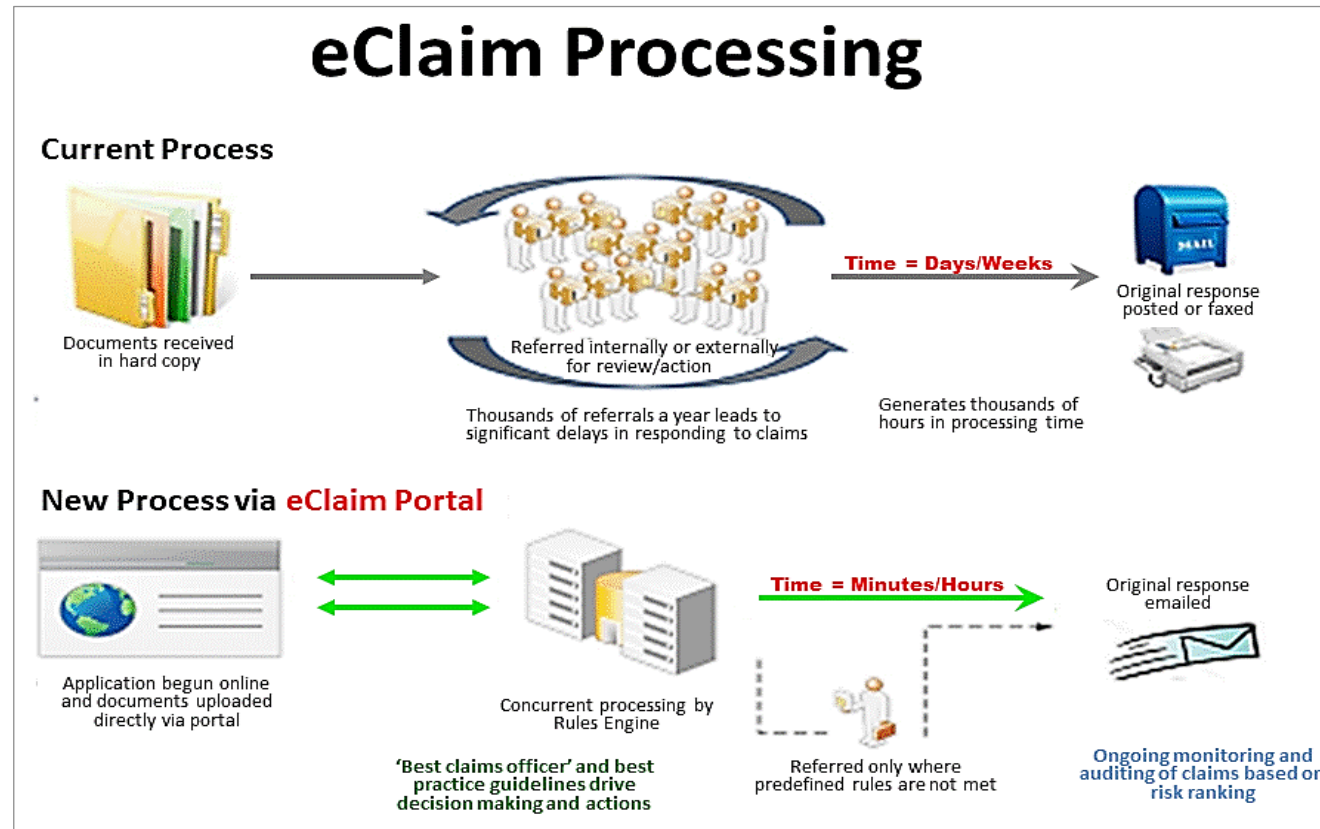 eClaim Processing
Current Process
Documents received
in hard copy
Referred internally or externally
for review/action
Thousands of referrals a year leads to
significant delays in responding to claims
Time = Days/Weeks
Generates thousands of
hours in processing time
MAIL
Original response
posted or faxed
New Process via eClaim Portal
Application begun online
and documents uploaded
directly via portal
Concurrent processing by
Rules Engine
'Best claims officer' and best
practice guidelines drive
decision making and actions
Time = Minutes/Hours
Referred only where
predefined rules are not met
Original response
emailed
Ongoing monitoring and
auditing of claims based on
risk ranking